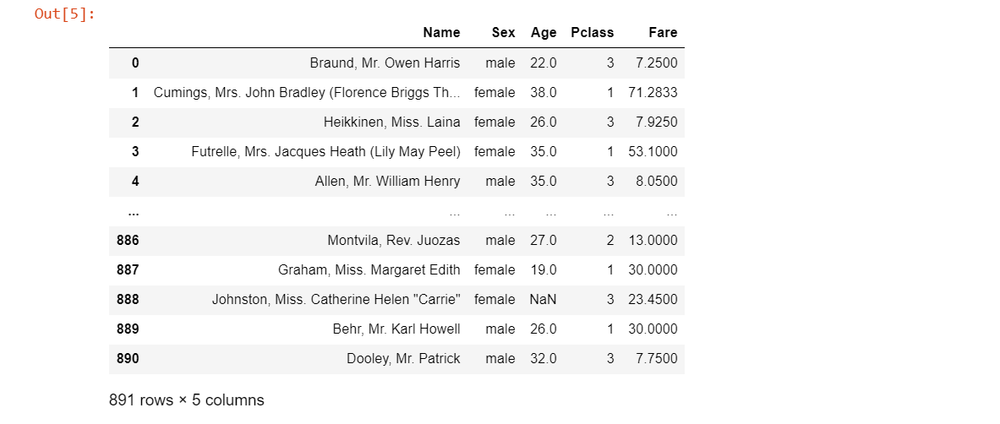 Out[5]:
Name Sex Age Pclass Fare
0 Braund, Mr. Owen Harris male 22.0 3 7.2500
1 Cumings, Mrs. John Bradley (Florence Briggs Th... female 38.0 1 71.2833
2 Heikkinen, Miss. Laina female 26.0 3 7.9250
3 Futrelle, Mrs. Jacques Heath (Lily May Peel) female 35.0 1 53.1000
4 Allen, Mr. William Henry male 35.0 3 8.0500
... ... ... ... ... ...
886 Montvila, Rev. Juozas male 27.0 2 13.0000
887 Graham, Miss. Margaret Edith female 19.0 1 30.0000
888 Johnston, Miss. Catherine Helen "Carrie" female NaN 3 23.4500
889 Behr, Mr. Karl Howell male 26.0 1 30.0000
890 Dooley, Mr. Patrick male 32.0 3 7.7500
891 rows × 5 columns